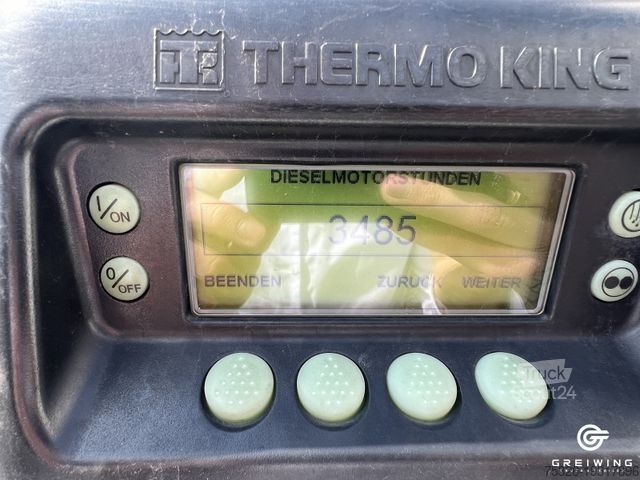 THERMO KING
DIESELMOTORSTUNDEN
I/ON
3485
0/OFF
BEENDEN ZURUCK WEITER
Truck
scout24
GREIWING